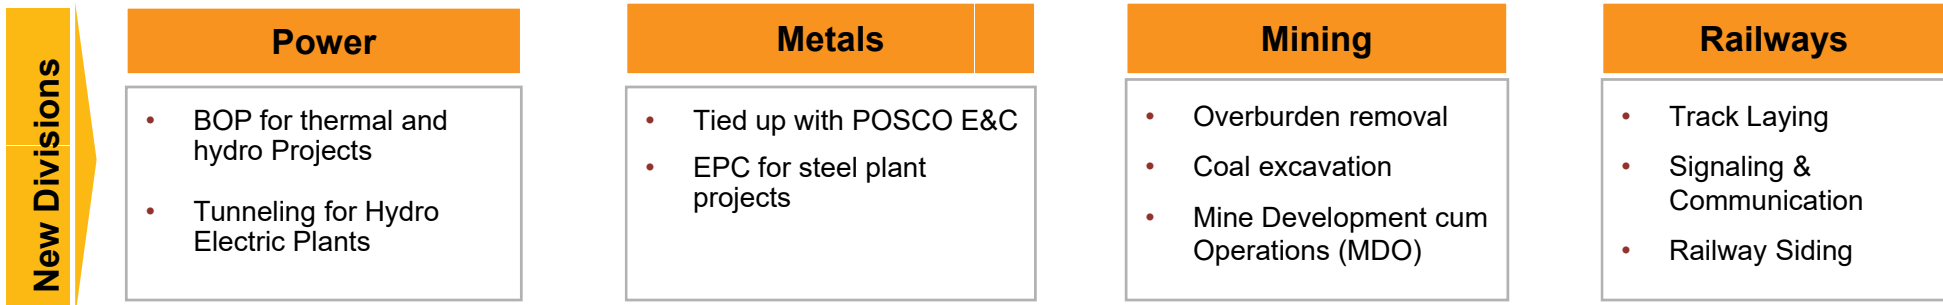 New Divisions
Power
• BOP for thermal and
hydro Projects
• Tunneling for Hydro
Electric Plants
Metals
• Tied up with POSCO E&C
• EPC for steel plant
projects
Mining
• Overburden removal
• Coal excavation
• Mine Development cum
Operations (MDO)
Railways
• Track Laying
• Signaling &
Communication
• Railway Siding